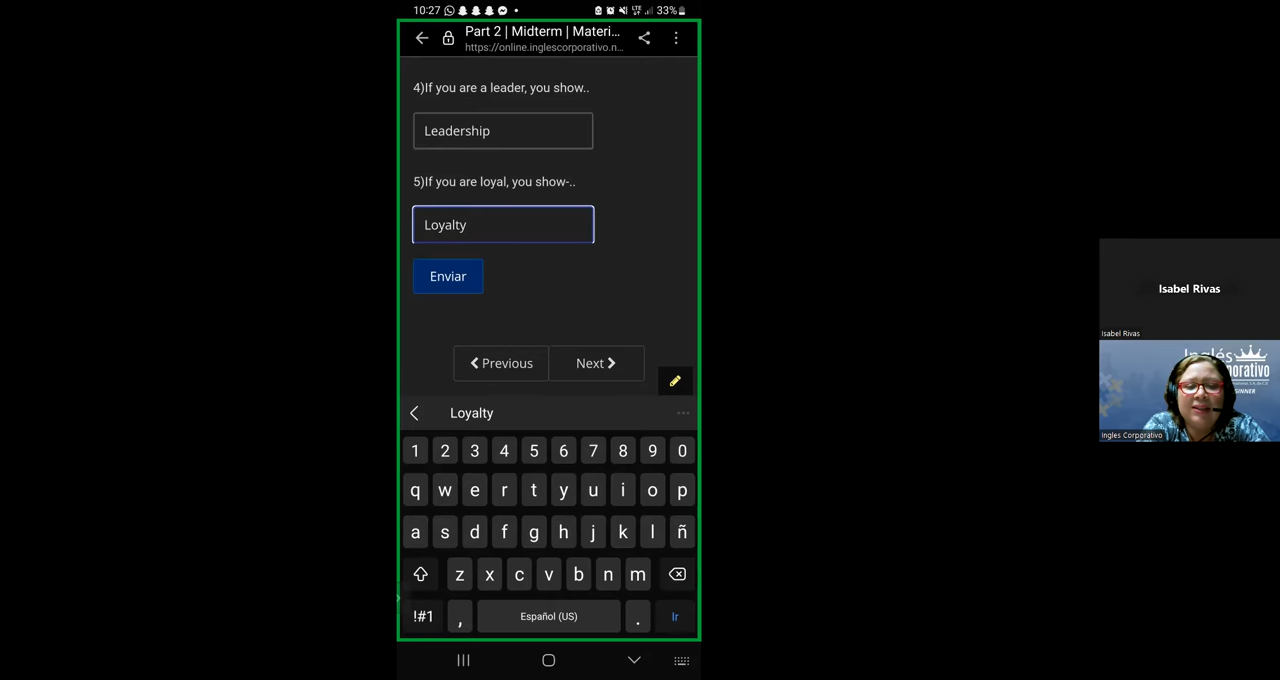 10:27
LTE
33%
Part 2 | Midterm | Materi...
https://online.inglescorporativo.n...
4)If you are a leader, you show..
Leadership
5)If you are loyal, you show-..
Loyalty
Enviar
Previous
Next
Loyalty
1 2 3 4 5 6 7 8 9 0
q w e r t y u i o p
a s d f g h j k l ñ
z x c v b n m
!#1 , Español (US) . Ir
Isabel Rivas
Isabel Rivas
Inglés
Ingles Corporativo